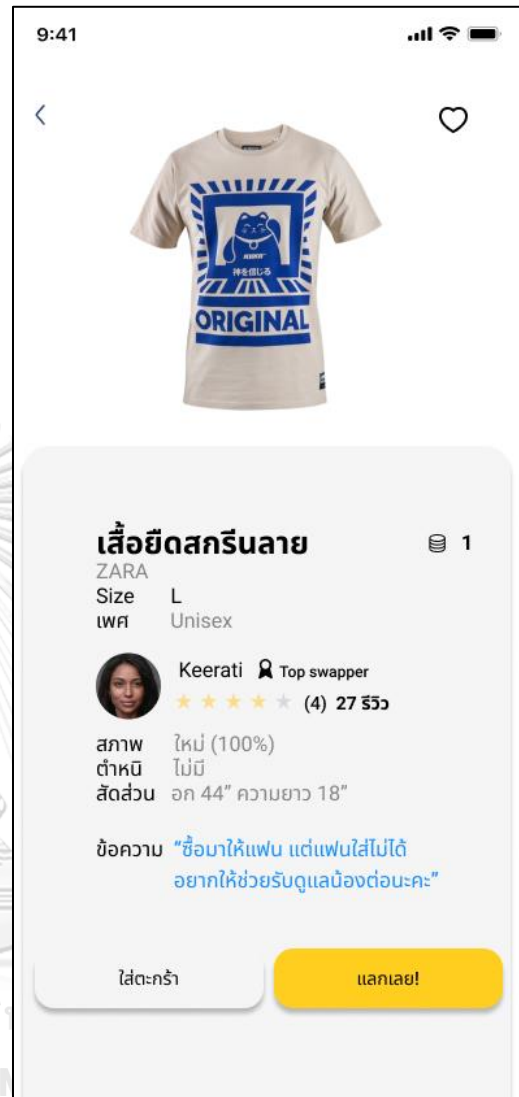 9:41
神を信じる
ORIGINAL
เสื้อยืดสกรีนลาย 1
ZARA
Size L
เพศ Unisex
Keerati Top swapper
(4) 27 รีวิว
สภาพ ใหม่ (100%)
ตำหนิ ไม่มี
สัดส่วน อก 44” ความยาว 18”
ข้อความ “ซื้อมาให้แฟน แต่แฟนใส่ไม่ได้
อยากให้ช่วยรับดูแลน้องต่อนะคะ”
ใส่ตะกร้า แลกเลย!